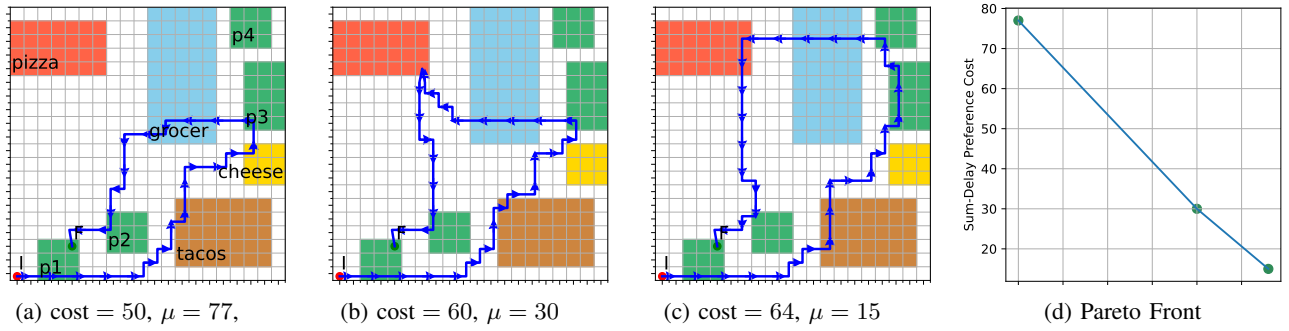 pizza
p4
p3
grocer
cheese
F
p2
tacos
p1
I
F
I
F
I
80
70
60
50
40
30
20
Sum-Delay Preference Cost
(a) cost = 50, μ = 77,
(b) cost = 60, μ = 30
(c) cost = 64, μ = 15
(d) Pareto Front